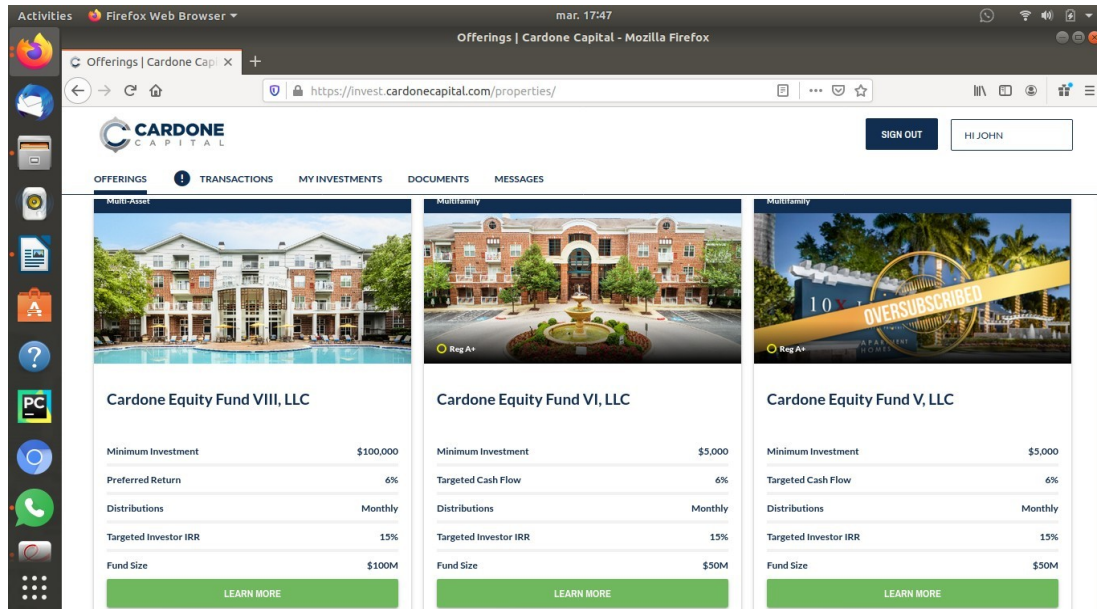 Activities Firefox Web Browser mar. 17:47
Offerings | Cardone Capital - Mozilla Firefox
Offerings | Cardone Capi
https://invest.cardonecapital.com/properties/
CARDONE
CAPITAL
SIGN OUT
HI JOHN
OFFERINGS ! TRANSACTIONS MY INVESTMENTS DOCUMENTS MESSAGES
Multi-Asset
Multifamily
Multifamily
Reg A+
10X
OVERSUBSCRIBED
APARTMENT
HOMES
Reg A+
Cardone Equity Fund VIII, LLC
Minimum Investment $100,000
Preferred Return 6%
Distributions Monthly
Targeted Investor IRR 15%
Fund Size $100M
LEARN MORE
Cardone Equity Fund VI, LLC
Minimum Investment $5,000
Targeted Cash Flow 6%
Distributions Monthly
Targeted Investor IRR 15%
Fund Size $50M
LEARN MORE
Cardone Equity Fund V, LLC
Minimum Investment $5,000
Targeted Cash Flow 6%
Distributions Monthly
Targeted Investor IRR 15%
Fund Size $50M
LEARN MORE
PC